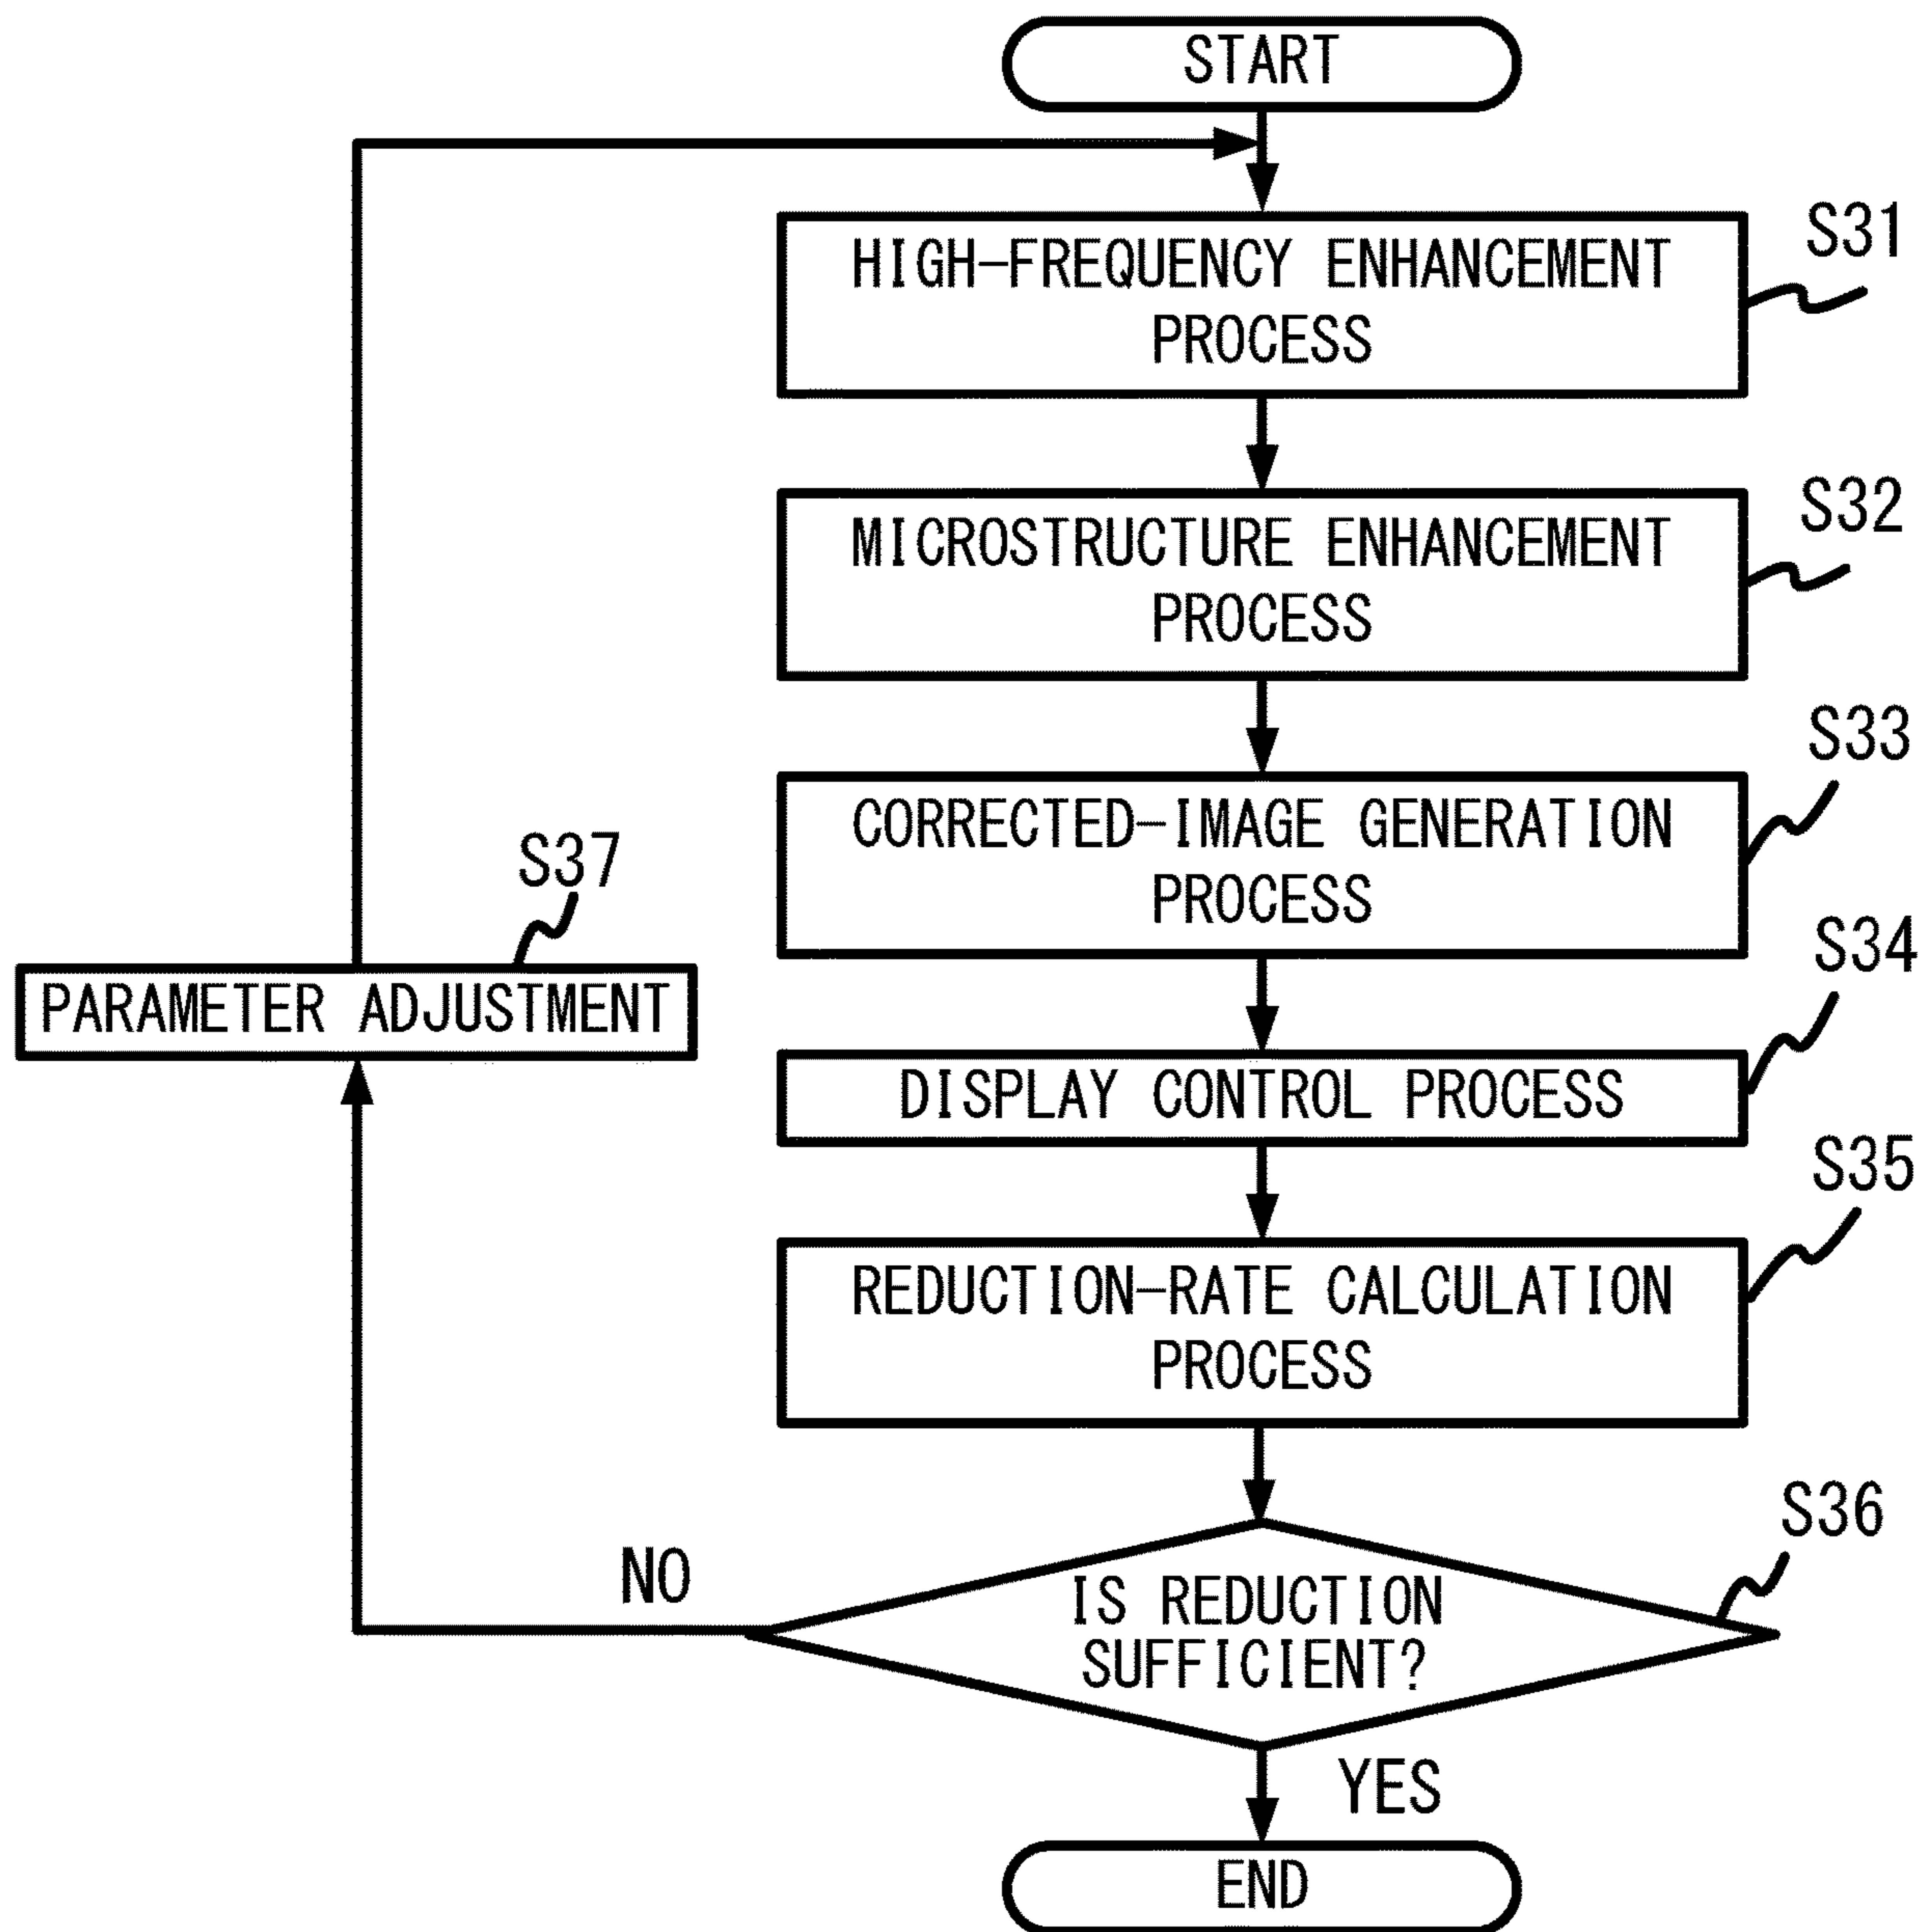 START
HIGH-FREQUENCY ENHANCEMENT
PROCESS
S31
MICROSTRUCTURE ENHANCEMENT
PROCESS
S32
CORRECTED-IMAGE GENERATION
PROCESS
S33
DISPLAY CONTROL PROCESS
S34
REDUCTION-RATE CALCULATION
PROCESS
S35
IS REDUCTION
SUFFICIENT?
S36
NO
PARAMETER ADJUSTMENT
S37
YES
END